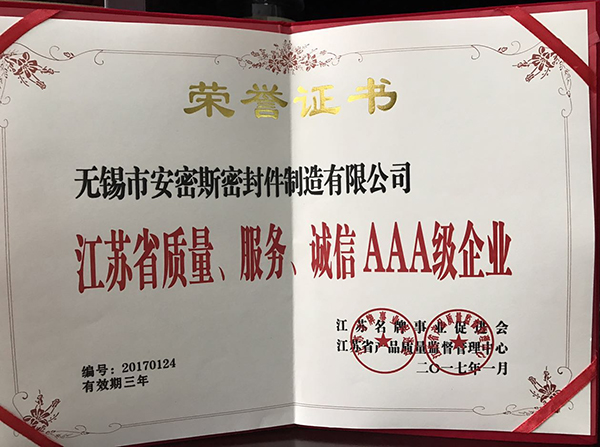 荣誉证书
无锡市安密斯密封件制造有限公司
江苏省质量、服务、诚信AAA级企业
江苏名牌事业促进会
江苏省产品质量监督管理中心
二〇一七年一月
编号:20170124
有效期三年